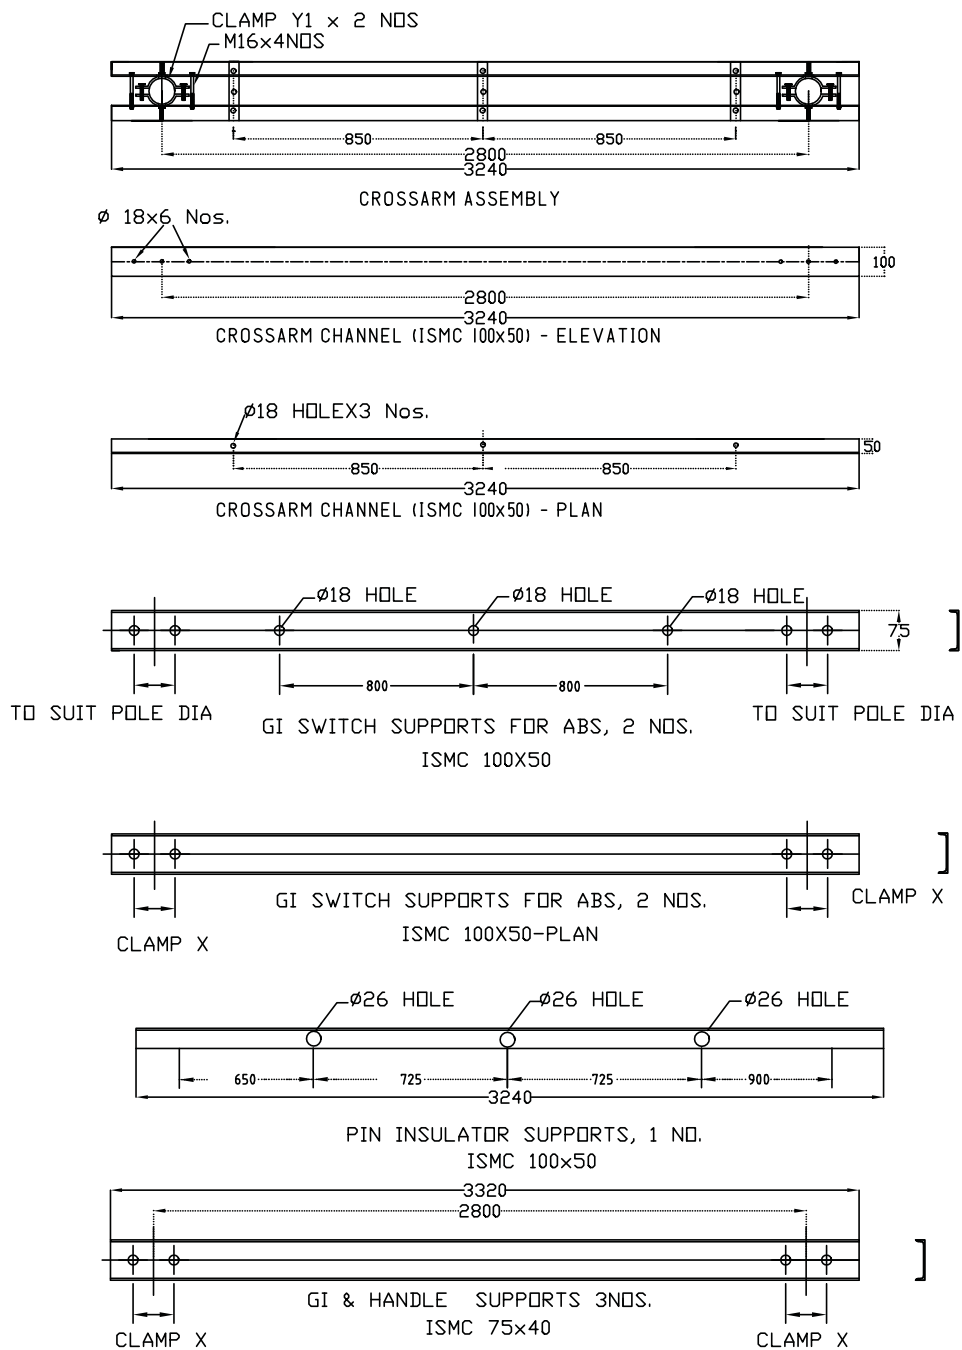 CLAMP Y1 x 2 NOS
M16x4NOS
850
850
2800
3240
CROSSARM ASSEMBLY
Ø 18x6 Nos.
100
2800
3240
CROSSARM CHANNEL (ISMC 100x50) - ELEVATION
Ø18 HOLEX3 Nos.
50
850
850
3240
CROSSARM CHANNEL (ISMC 100x50) - PLAN
Ø18 HOLE
Ø18 HOLE
Ø18 HOLE
75
800
800
TO SUIT POLE DIA
TO SUIT POLE DIA
GI SWITCH SUPPORTS FOR ABS, 2 NOS.
ISMC 100X50
CLAMP X
GI SWITCH SUPPORTS FOR ABS, 2 NOS.
ISMC 100X50-PLAN
CLAMP X
Ø26 HOLE
Ø26 HOLE
Ø26 HOLE
650
725
725
900
3240
PIN INSULATOR SUPPORTS, 1 NO.
ISMC 100x50
3320
2800
GI & HANDLE SUPPORTS 3NOS.
ISMC 75x40
CLAMP X
CLAMP X